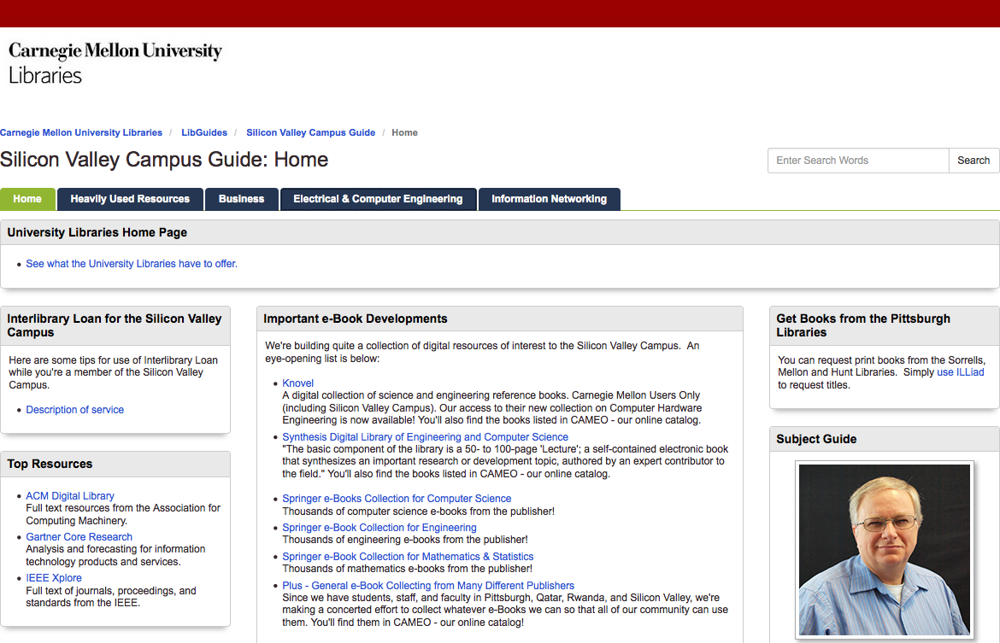 Carnegie Mellon University
Libraries
Carnegie Mellon University Libraries / LibGuides / Silicon Valley Campus Guide / Home
Silicon Valley Campus Guide: Home
Enter Search Words
Search
Home
Heavily Used Resources
Business
Electrical & Computer Engineering
Information Networking
University Libraries Home Page
• See what the University Libraries have to offer.
Interlibrary Loan for the Silicon Valley
Campus
Here are some tips for use of Interlibrary Loan
while you're a member of the Silicon Valley
Campus.
• Description of service
Top Resources
• ACM Digital Library
Full text resources from the Association for
Computing Machinery.
• Gartner Core Research
Analysis and forecasting for information
technology products and services.
• IEEE Xplore
Full text of journals, proceedings, and
standards from the IEEE.
Important e-Book Developments
We're building quite a collection of digital resources of interest to the Silicon Valley Campus.  An
eye-opening list is below:
• Knovel
A digital collection of science and engineering reference books. Carnegie Mellon Users Only
(including Silicon Valley Campus). Our access to their new collection on Computer Hardware
Engineering is now available! You'll also find the books listed in CAMEO - our online catalog.
• Synthesis Digital Library of Engineering and Computer Science
"The basic component of the library is a 50- to 100-page 'Lecture'; a self-contained electronic book
that synthesizes an important research or development topic, authored by an expert contributor to
the field." You'll also find the books listed in CAMEO - our online catalog.
• Springer e-Books Collection for Computer Science
Thousands of computer science e-books from the publisher!
• Springer e-Book Collection for Engineering
Thousands of engineering e-books from the publisher!
• Springer e-Book Collection for Mathematics & Statistics
Thousands of mathematics e-books from the publisher!
• Plus - General e-Book Collecting from Many Different Publishers
Since we have students, staff, and faculty in Pittsburgh, Qatar, Rwanda, and Silicon Valley, we're
making a concerted effort to collect whatever e-Books we can so that all of our community can use
them. You'll find them in CAMEO - our online catalog!
Get Books from the Pittsburgh
Libraries
You can request print books from the Sorrells,
Mellon and Hunt Libraries.  Simply use ILLiad
to request titles.
Subject Guide